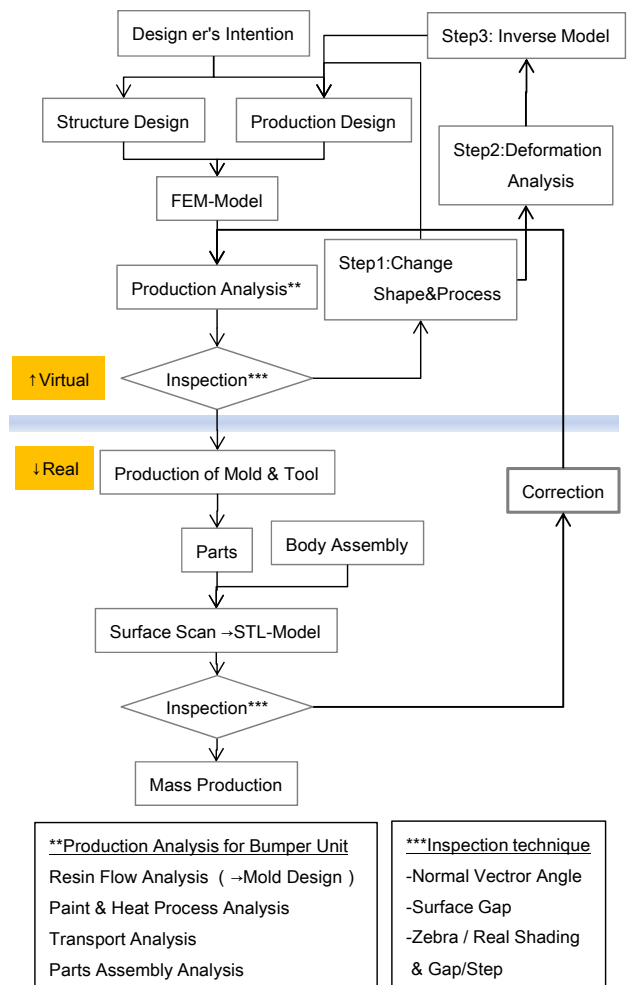 Design er's Intention
Step3: Inverse Model
Structure Design
Production Design
Step2:Deformation
Analysis
FEM-Model
Step1:Change
Shape&Process
Production Analysis**
Inspection***
↑Virtual
↓Real
Production of Mold & Tool
Correction
Parts
Body Assembly
Surface Scan →STL-Model
Inspection***
Mass Production
**Production Analysis for Bumper Unit
Resin Flow Analysis ( →Mold Design )
Paint & Heat Process Analysis
Transport Analysis
Parts Assembly Analysis
***Inspection technique
-Normal Vectror Angle
-Surface Gap
-Zebra / Real Shading
& Gap/Step